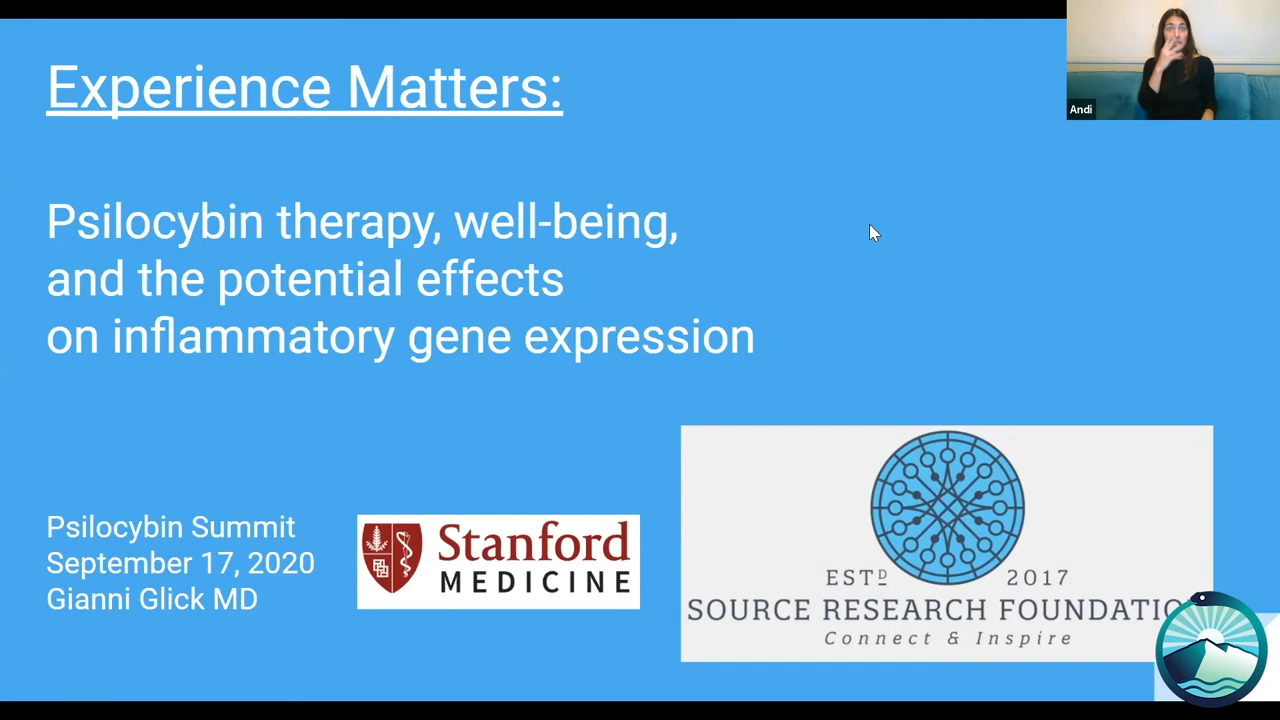 Experience Matters:
Andi
Psilocybin therapy, well-being,
and the potential effects
on inflammatory gene expression
Psilocybin Summit
September 17, 2020
Gianni Glick MD
Stanford
MEDICINE
ESTD 2017
SOURCE RESEARCH FOUNDATIO
Connect & Inspire